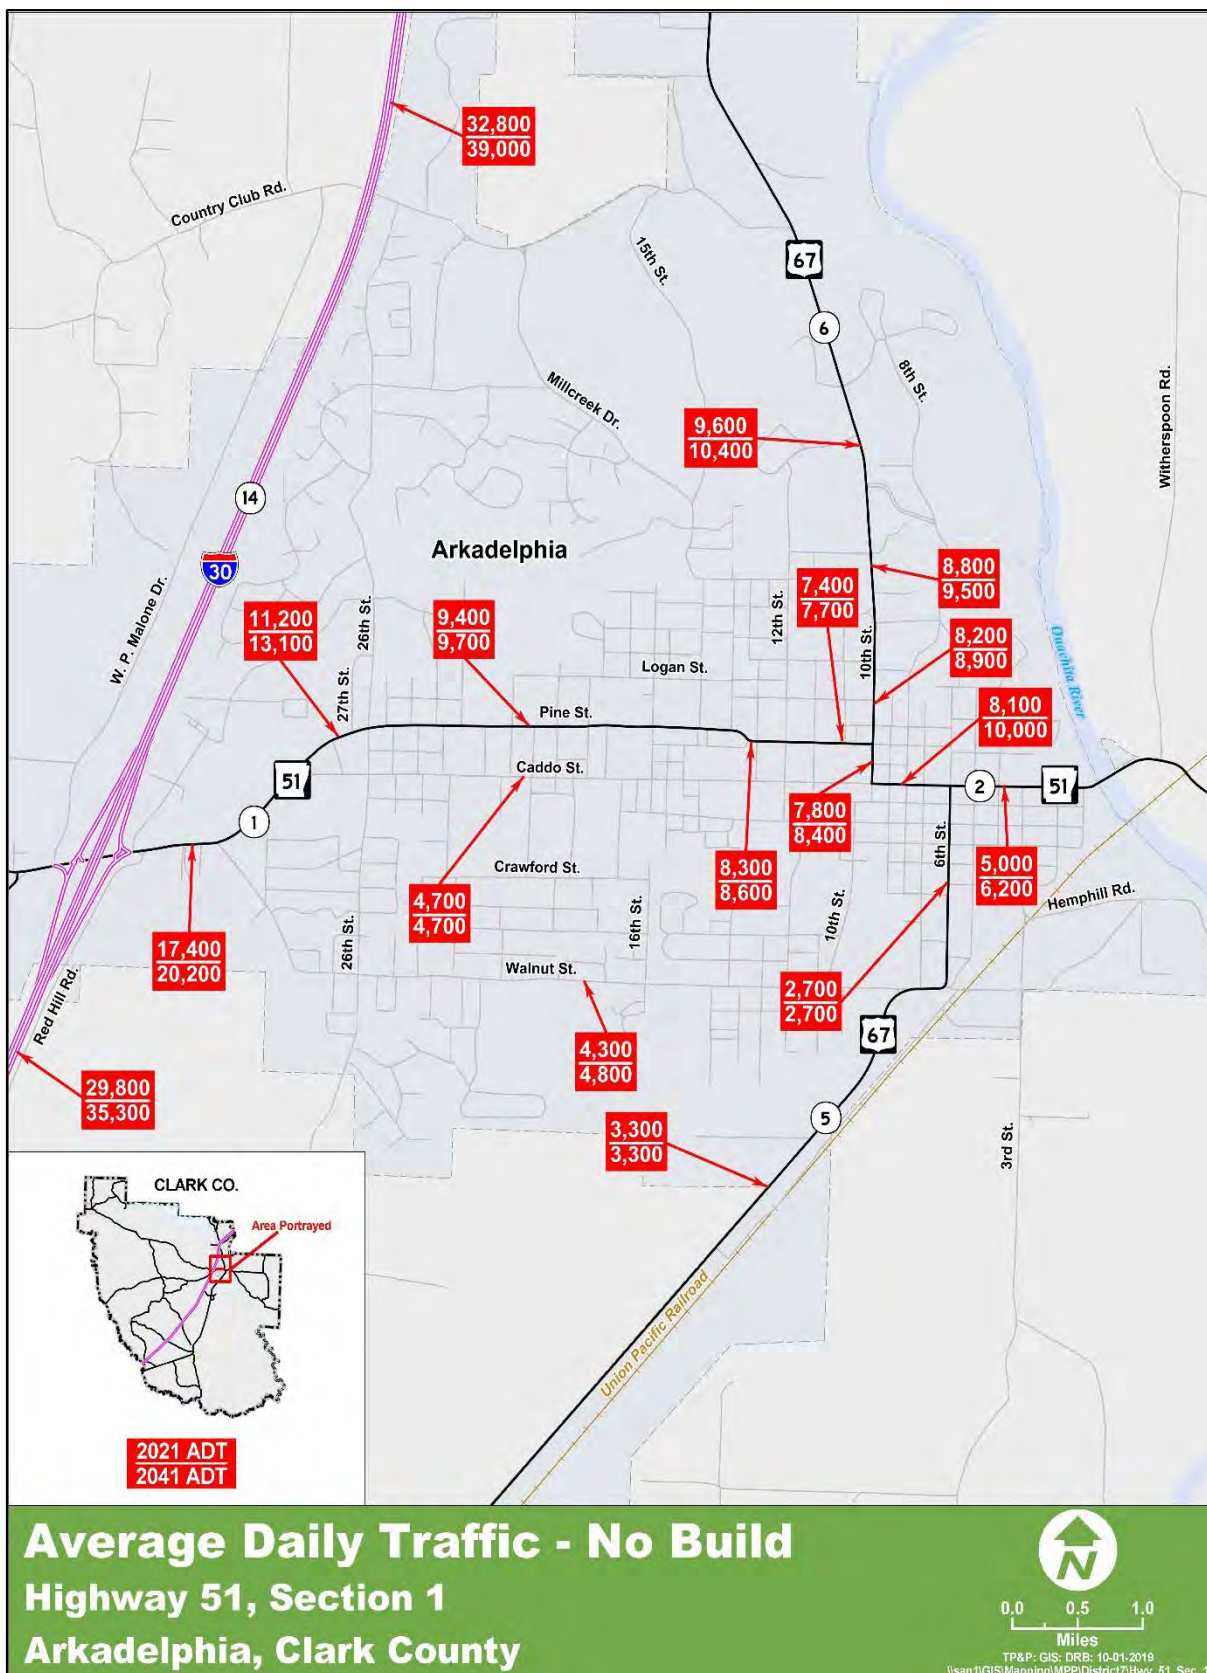 32,800
39,000
Country Club Rd.
15th St.
67
6
8th St.
Witherspoon Rd.
Millcreek Dr.
9,600
10,400
14
30
Arkadelphia
W. P. Malone Dr.
11,200
13,100
26th St.
27th St.
9,400
9,700
Logan St.
12th St.
7,400
7,700
10th St.
8,800
9,500
8,200
8,900
Ouachita River
Pine St.
8,100
10,000
51
Caddo St.
2
51
1
7,800
8,400
6th St.
8,300
8,600
5,000
6,200
Crawford St.
4,700
4,700
Hemphill Rd.
17,400
20,200
26th St.
16th St.
10th St.
Walnut St.
2,700
2,700
Red Hill Rd.
67
4,300
4,800
29,800
35,300
3,300
3,300
5
3rd St.
Union Pacific Railroad
CLARK CO.
Area Portrayed
2021 ADT
2041 ADT
Average Daily Traffic - No Build
Highway 51, Section 1
Arkadelphia, Clark County
N
0.0 0.5 1.0
Miles
TP&P: GIS: DRB: 10-01-2019